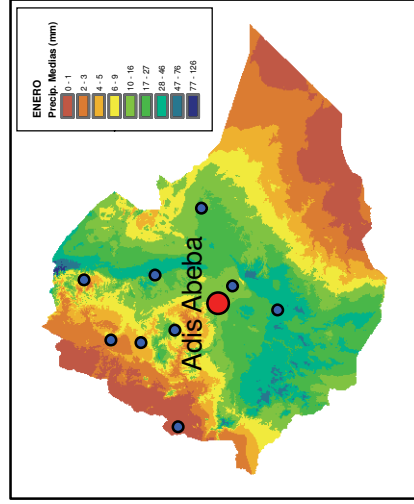 ENERO
Precip. Medias (mm)
0 - 1
2 - 3
4 - 5
6 - 9
10 - 16
17 - 27
28 - 46
47 - 76
77 - 126
Adis Abeba